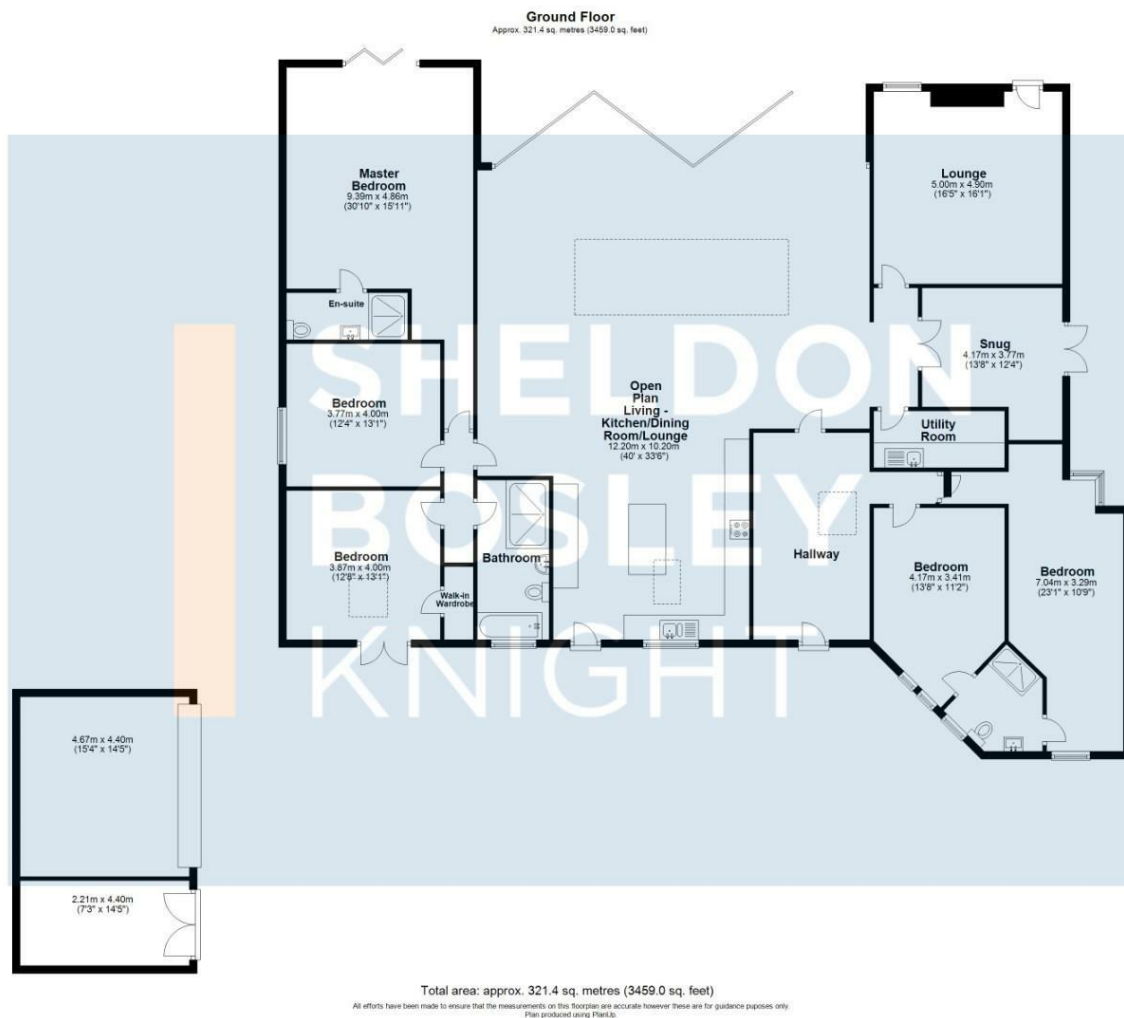 Ground Floor
Approx. 321.4 sq. metres (3459.0 sq. feet)
Master
Bedroom
9.39m x 4.86m
(30'10" x 15'11")
Lounge
5.00m x 4.90m
(16'5" x 16'1")
En-suite
Snug
4.17m x 3.77m
(13'8" x 12'4")
Bedroom
3.77m x 4.00m
(12'4" x 13'1")
Open
Plan
Living -
Kitchen/Dining
Room/Lounge
12.20m x 10.20m
(40' x 33'6")
Utility
Room
Bedroom
3.87m x 4.00m
(12'8" x 13'1")
Walk-in
Wardrobe
Bathroom
Hallway
Bedroom
4.17m x 3.41m
(13'8" x 11'2")
Bedroom
7.04m x 3.29m
(23'1" x 10'9")
SHELDON
BOSLEY
KNIGHT
4.67m x 4.40m
(15'4" x 14'5")
2.21m x 4.40m
(7'3" x 14'5")
Total area: approx. 321.4 sq. metres (3459.0 sq. feet)
All efforts have been made to ensure that the measurements on this floorplan are accurate however these are for guidance puposes only.
Plan produced using PlanUp.